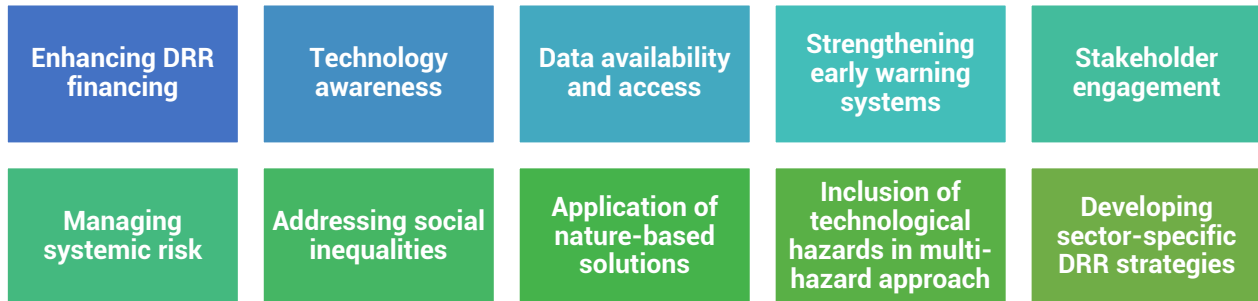 Enhancing DRR
financing
Technology
awareness
Data availability
and access
Strengthening
early warning
systems
Stakeholder
engagement
Managing
systemic risk
Addressing social
inequalities
Application of
nature-based
solutions
Inclusion of
technological
hazards in multi-
hazard approach
Developing
sector-specific
DRR strategies